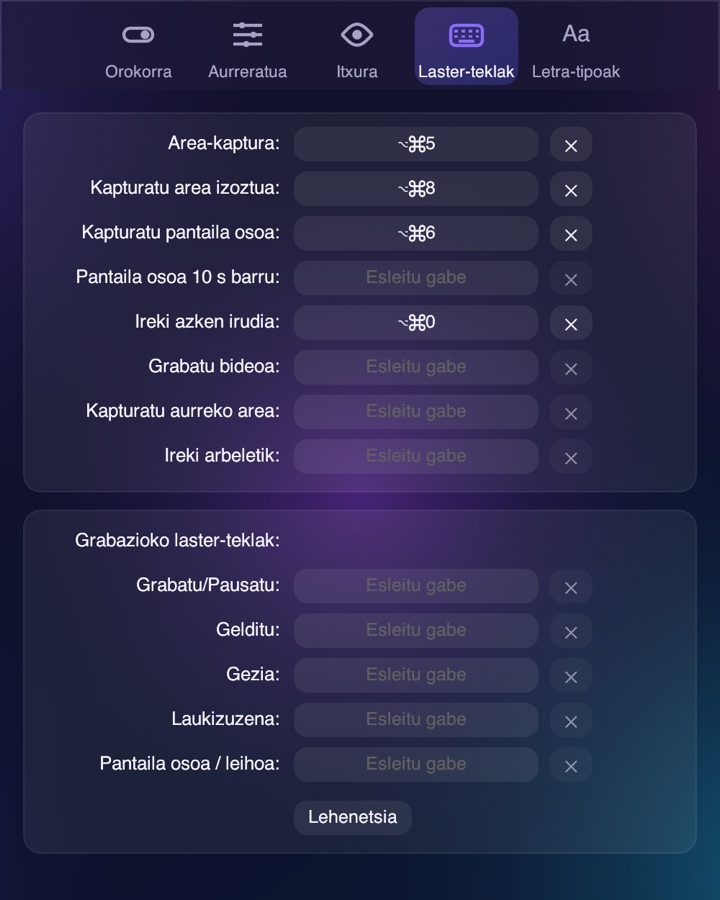 Orokorra
Aurreratua
Itxura
Laster-teklak
Aa
Letra-tipoak
Area-kaptura: ⌥⌘5
Kapturatu area izoztua: ⌥⌘8
Kapturatu pantaila osoa: ⌥⌘6
Pantaila osoa 10 s barru: Esleitu gabe
Ireki azken irudia: ⌥⌘0
Grabatu bideoa: Esleitu gabe
Kapturatu aurreko area: Esleitu gabe
Ireki arbeletik: Esleitu gabe
Grabazioko laster-teklak:
Grabatu/Pausatu: Esleitu gabe
Gelditu: Esleitu gabe
Gezia: Esleitu gabe
Laukizuzena: Esleitu gabe
Pantaila osoa / leihoa: Esleitu gabe
Lehenetsia